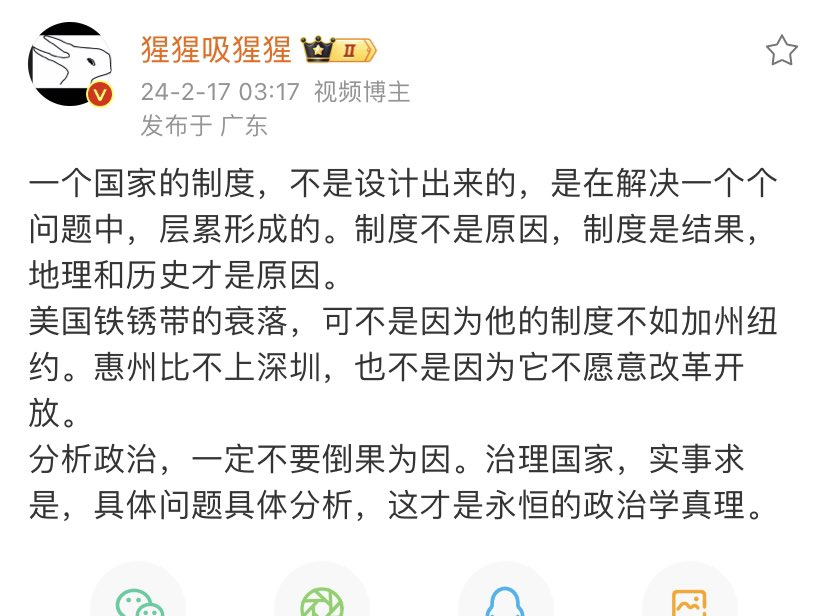 猩猩吸猩猩 II
24-2-17 03:17 视频博主
发布于 广东
一个国家的制度，不是设计出来的，是在解决一个个
问题中，层累形成的。制度不是原因，制度是结果，
地理和历史才是原因。
美国铁锈带的衰落，可不是因为他的制度不如加州纽
约。惠州比不上深圳，也不是因为它不愿意改革开
放。
分析政治，一定不要倒果为因。治理国家，实事求
是，具体问题具体分析，这才是永恒的政治学真理。